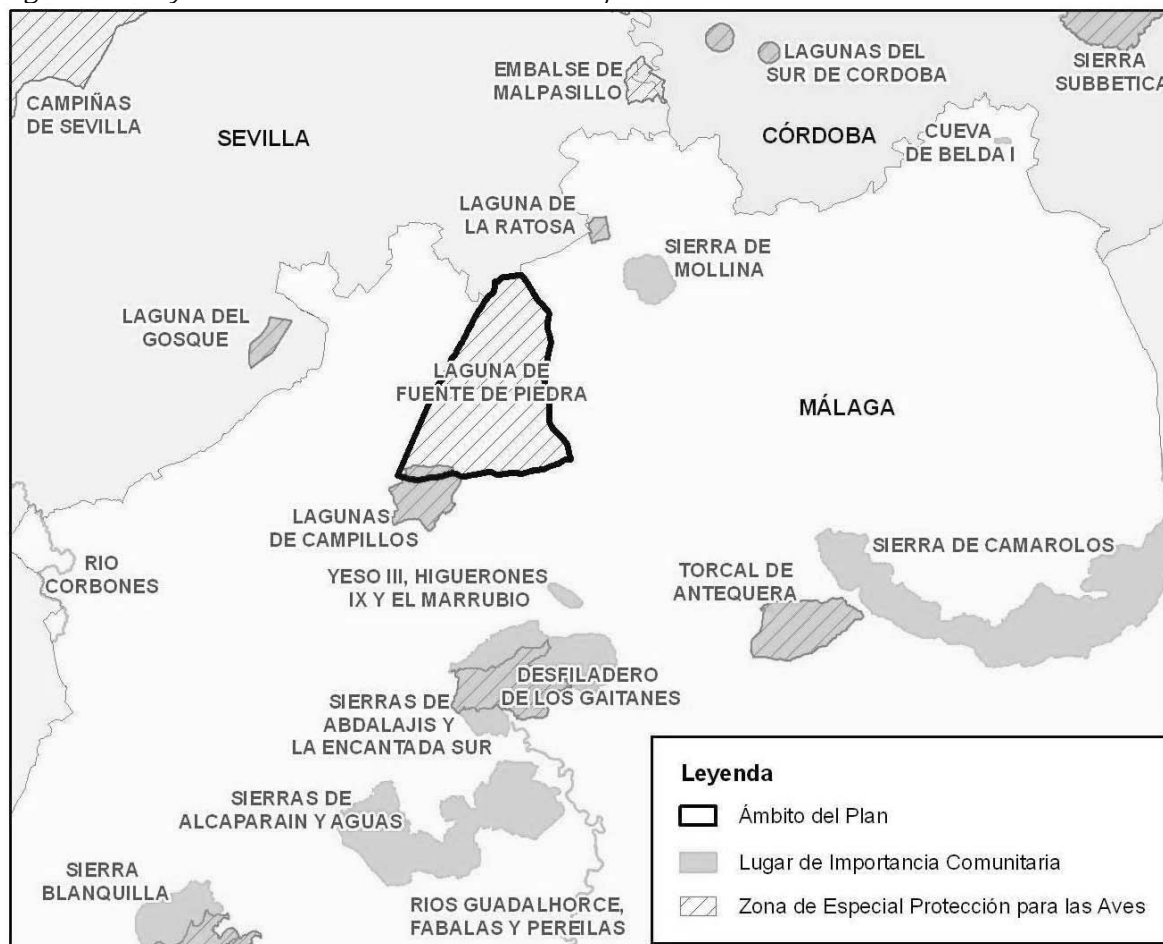 CAMPIÑAS
DE SEVILLA
SEVILLA
EMBALSE DE
MALPASILLO
LAGUNAS DEL
SUR DE CORDOBA
SIERRA
SUBBETICA
CÓRDOBA
CUEVA
DE BELDA I
LAGUNA DE
LA RATOSA
SIERRA DE
MOLLINA
LAGUNA DEL
GOSQUE
LAGUNA DE
FUENTE DE PIEDRA
MÁLAGA
LAGUNAS
DE CAMPILLOS
RIO
CORBONES
YESO III, HIGUERONES
IX Y EL MARRUBIO
TORCAL DE
ANTEQUERA
SIERRA DE CAMAROLOS
DESFILADERO
DE LOS GAITANES
SIERRAS DE
ABDALAJIS Y
LA ENCANTADA SUR
SIERRAS DE
ALCAPARAIN Y AGUAS
SIERRA
BLANQUILLA
RIOS GUADALHORCE,
FABALAS Y PEREILAS
Leyenda
Ámbito del Plan
Lugar de Importancia Comunitaria
Zona de Especial Protección para las Aves